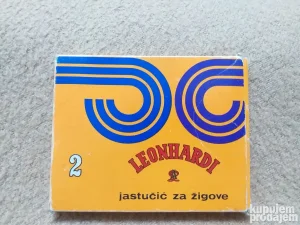 LEONHARDI
2
jastučić za žigove
kupujem
prodajem